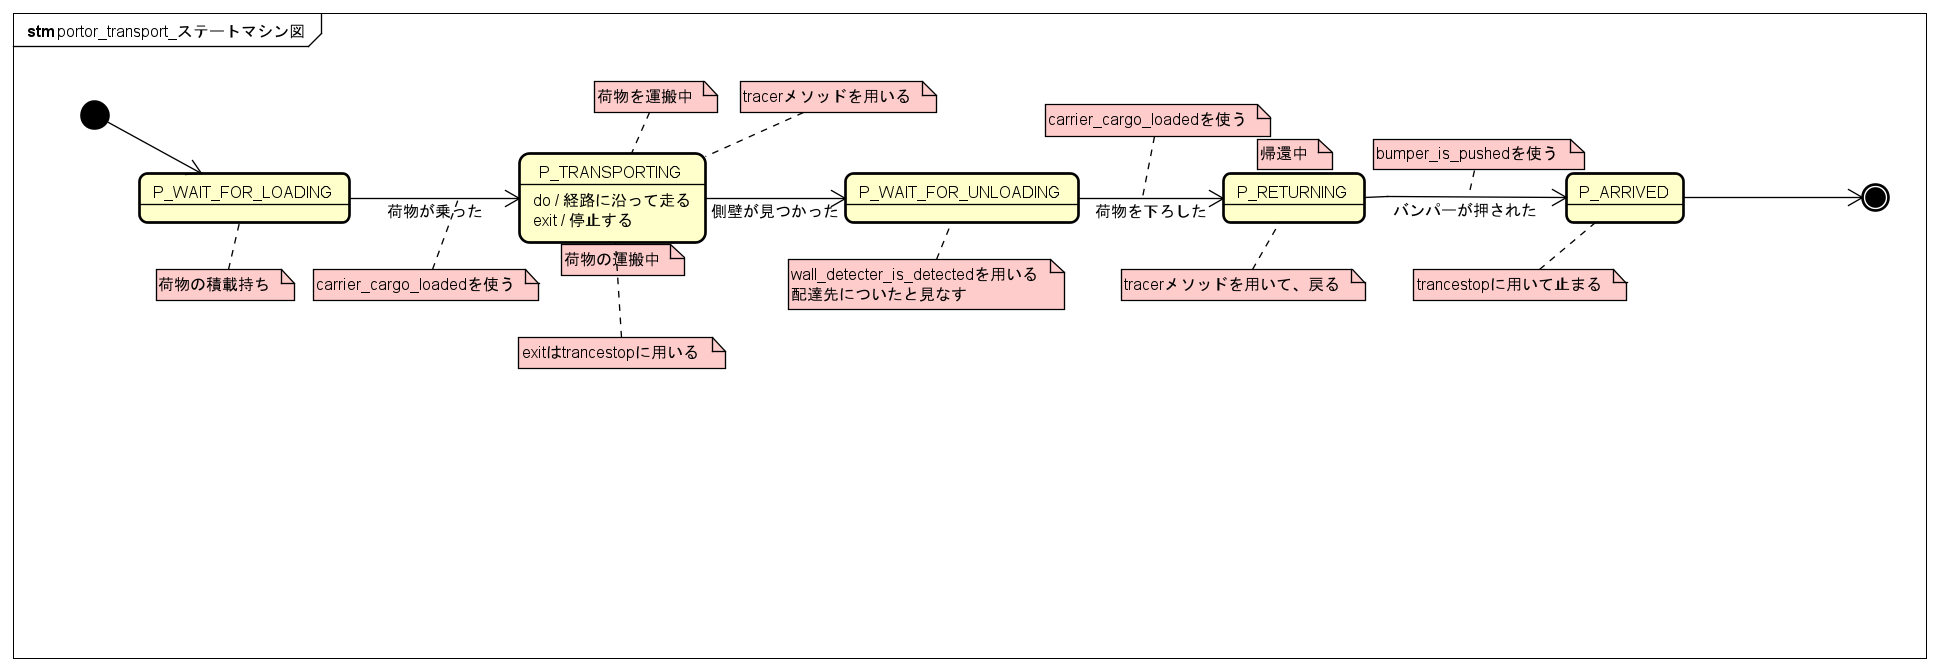 stm portor_transport_ステートマシン図
荷物を運搬中
tracerメソッドを用いる
carrier_cargo_loadedを使う
帰還中
bumper_is_pushedを使う
P_WAIT_FOR_LOADING
荷物が乗った
P_TRANSPORTING
do / 経路に沿って走る
exit / 停止する
側壁が見つかった
P_WAIT_FOR_UNLOADING
荷物を下ろした
P_RETURNING
バンパーが押された
P_ARRIVED
荷物の積載持ち
carrier_cargo_loadedを使う
荷物の運搬中
wall_detecter_is_detectedを用いる
配達先についたと見なす
tracerメソッドを用いて、戻る
trancestopに用いて止まる
exitはtrancestopに用いる